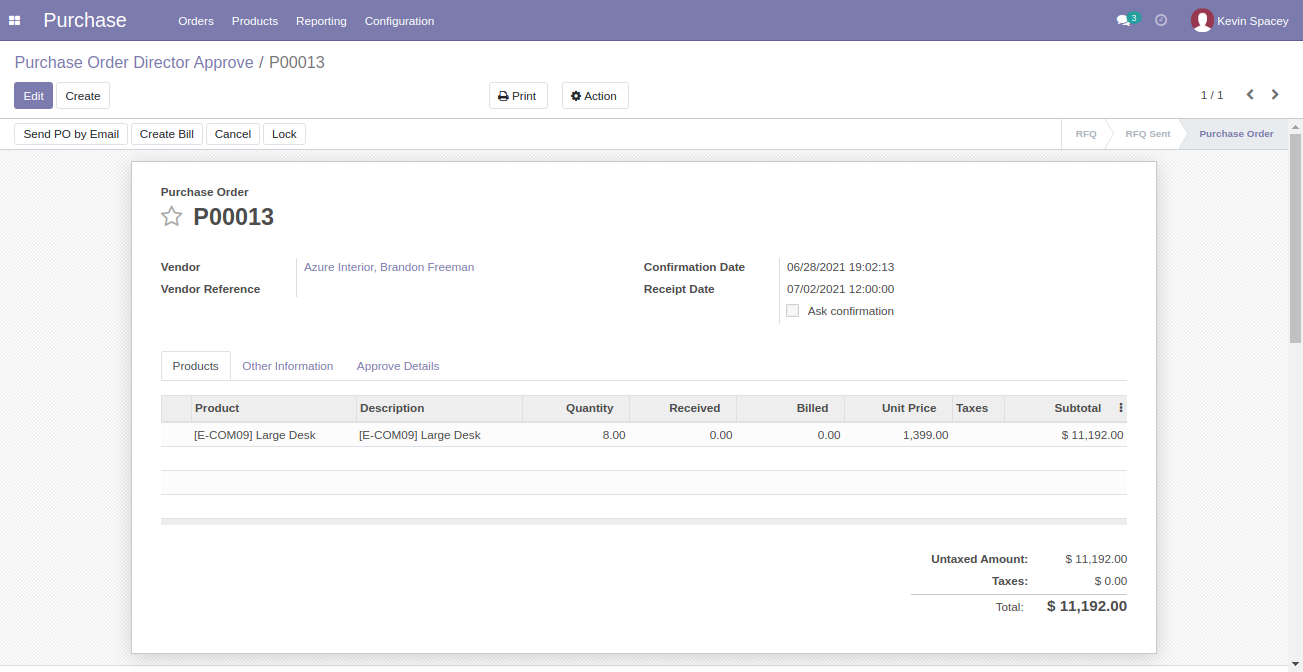 Purchase Orders Products Reporting Configuration 3 Kevin Spacey
Purchase Order Director Approve / P00013
Edit Create Print Action 1 / 1
Send PO by Email Create Bill Cancel Lock RFQ RFQ Sent Purchase Order
Purchase Order
P00013
Vendor Azure Interior, Brandon Freeman Confirmation Date 06/28/2021 19:02:13
Vendor Reference Receipt Date 07/02/2021 12:00:00
Ask confirmation
Products Other Information Approve Details
Product Description Quantity Received Billed Unit Price Taxes Subtotal
[E-COM09] Large Desk [E-COM09] Large Desk 8.00 0.00 0.00 1,399.00 $ 11,192.00
Untaxed Amount: $ 11,192.00
Taxes: $ 0.00
Total: $ 11,192.00